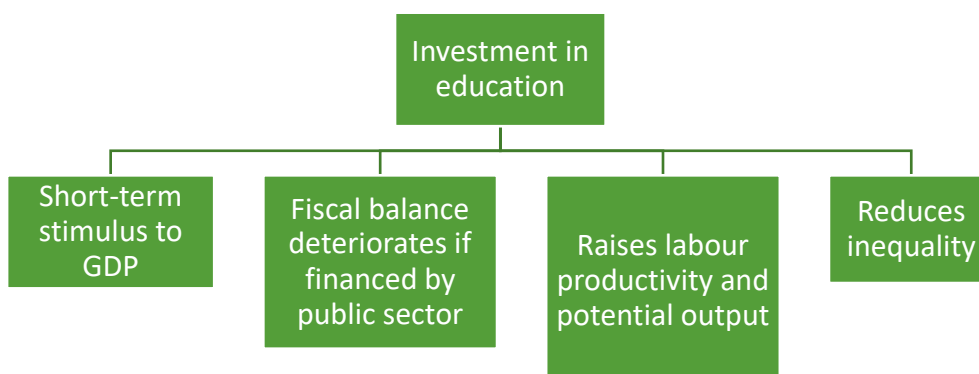 Investment in
education
Short-term
stimulus to
GDP
Fiscal balance
deteriorates if
financed by
public sector
Raises labour
productivity and
potential output
Reduces
inequality